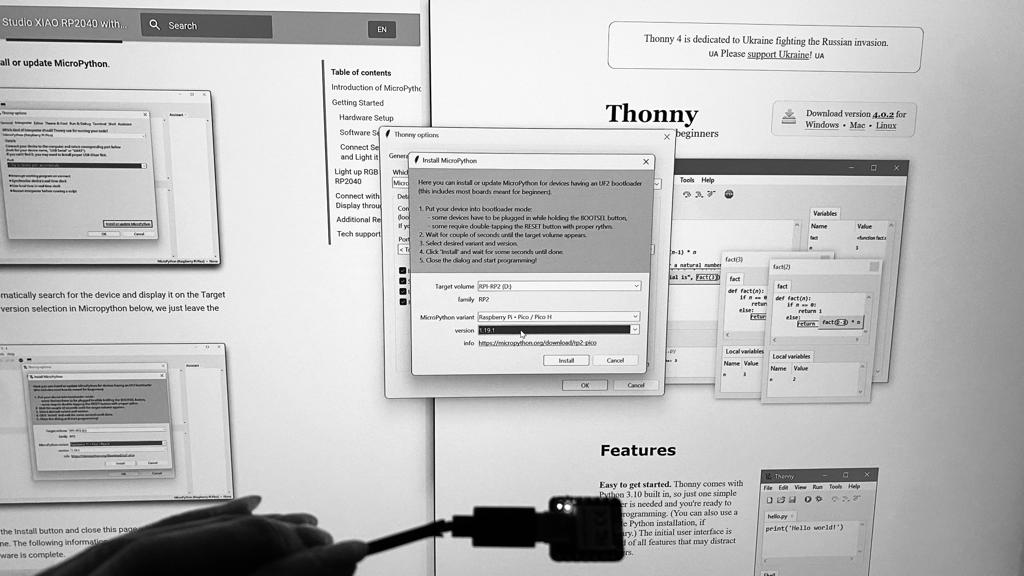 Studio XIAO RP2040 with...
Search
EN
all or update MicroPython.
Table of contents
Introduction of MicroPytho
Getting Started
Hardware Setup
Software Se
Connect Se
and Light it
Light up RGB
RP2040
Connect with
Display throu
Additional Re
Tech support
matically search for the device and display it on the Target
version selection in Micropython below, we just leave the
the Install button and close this page
ne. The following informatio
ware is complete.
Thonny options
Install MicroPython
Here you can install or update MicroPython for devices having an UF2 bootloader
(this includes most boards meant for beginners).
1. Put your device into bootloader mode:
- some devices have to be plugged in while holding the BOOTSEL button,
- some require double-tapping the RESET button with proper rythm.
2. Wait for couple of seconds until the target volume appears.
3. Select desired variant and version.
4. Click 'Install' and wait for some seconds until done.
5. Close the dialog and start programming!
Target volume RPI-RP2 (D:)
family RP2
MicroPython variant Raspberry Pi • Pico / Pico H
version 1.19.1
info https://micropython.org/download/rp2-pico
Install Cancel
OK Cancel
Thonny 4 is dedicated to Ukraine fighting the Russian invasion.
UA Please support Ukraine! UA
Thonny
beginners
Download version 4.0.2 for
Windows • Mac • Linux
Tools Help
Variables
Name Value
fact <function fact
n 3
n-1) * n
a natural number
fact(3)
fact
def fact(n):
if n == 0:
return
else:
return
Local variables
Name Value
n 3
fact(2)
fact
def fact(n):
if n == 0:
return 1
else:
return fact(n-1) * n
Local variables
Name Value
n 2
Features
Easy to get started. Thonny comes with
Python 3.10 built in, so just one simple
er is needed and you're ready to
programming. (You can also use a
e Python installation, if
ary.) The initial user interface is
d of all features that may distract
ers.
Thonny
File Edit View Run Tools Help
hello.py
print('Hello world!')
Shell